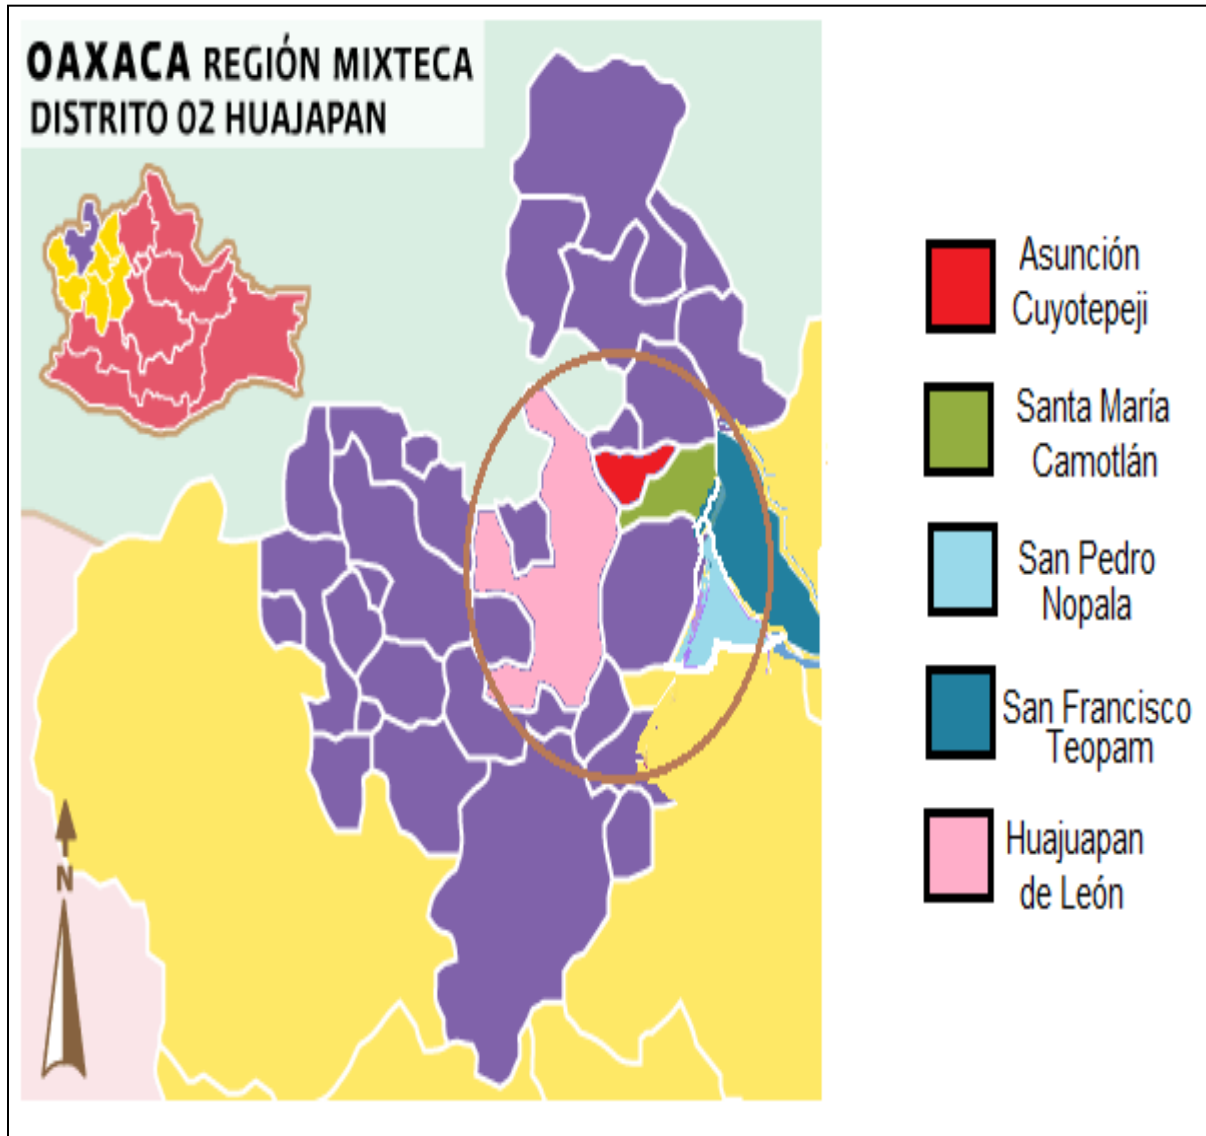 OAXACA REGIÓN MIXTECA
DISTRITO 02 HUAJAPAN
Asunción
Cuyotepeji
Santa María
Camotlán
San Pedro
Nopala
San Francisco
Teopam
Huajuapan
de León
N